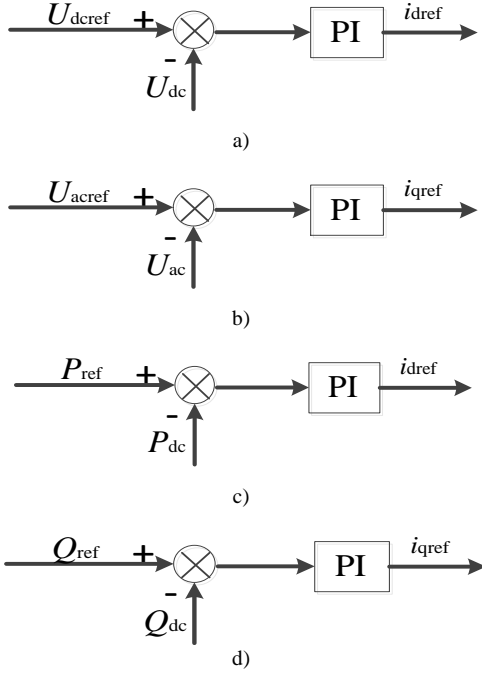 Udcref + PI idref
-
Udc
a)
Uacref + PI iqref
-
Uac
b)
Pref + PI idref
-
Pdc
c)
Qref + PI iqref
-
Qdc
d)